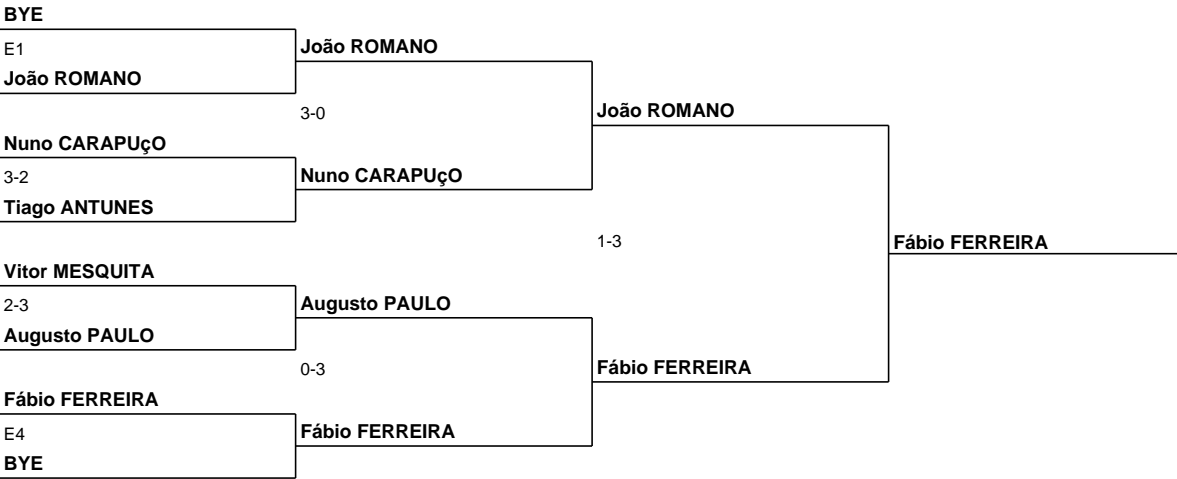 BYE
E1
João ROMANO
João ROMANO
3-0
João ROMANO
Nuno CARAPUçO
3-2
Nuno CARAPUçO
Tiago ANTUNES
1-3
Fábio FERREIRA
Vitor MESQUITA
2-3
Augusto PAULO
Augusto PAULO
0-3
Fábio FERREIRA
Fábio FERREIRA
E4
Fábio FERREIRA
BYE